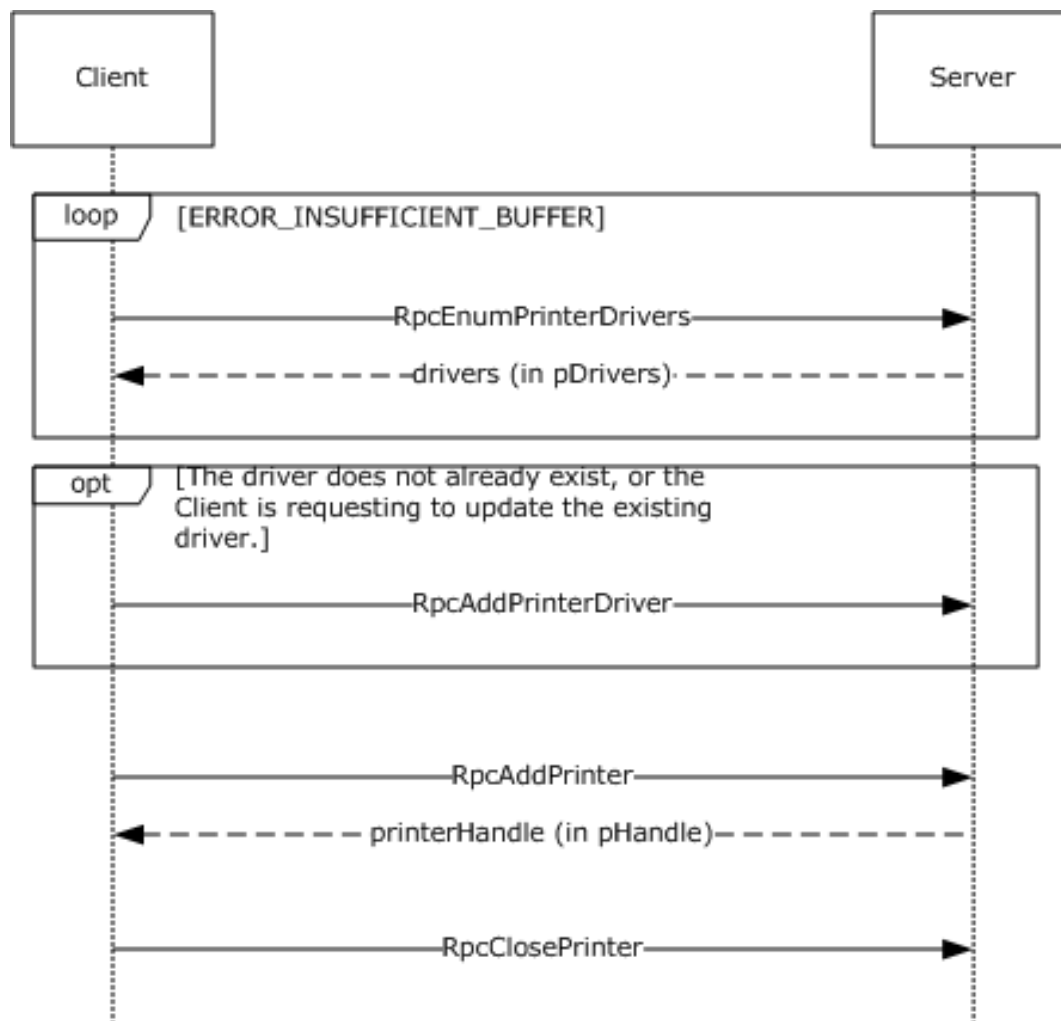 Client
Server
loop
[ERROR_INSUFFICIENT_BUFFER]
RpcEnumPrinterDrivers
drivers (in pDrivers)
opt
[The driver does not already exist, or the
Client is requesting to update the existing
driver.]
RpcAddPrinterDriver
RpcAddPrinter
printerHandle (in pHandle)
RpcClosePrinter